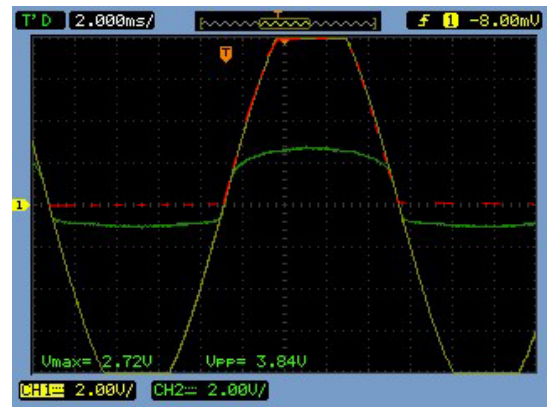 T'D 2.000ms/ T 1 -8.00mV
T
1
Vmax= 2.72V VPP= 3.84V
CH1 2.00V/ CH2 2.00V/